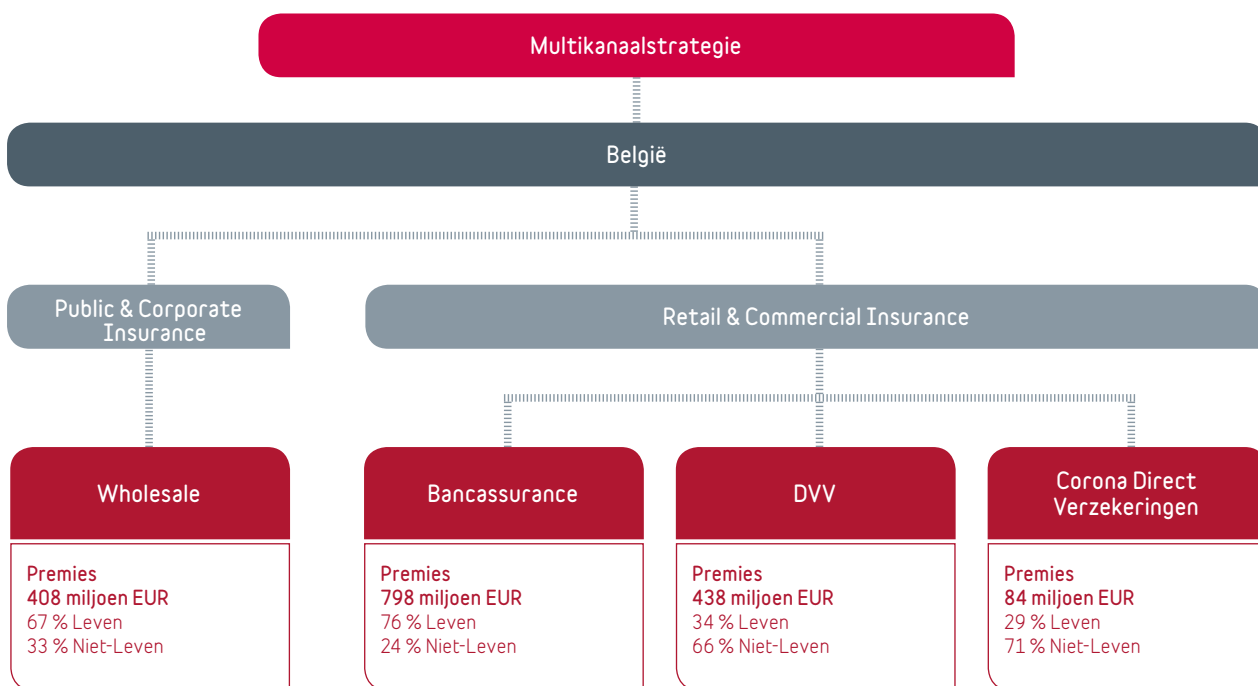 Multikanaalstrategie
België
Public & Corporate
Insurance
Retail & Commercial Insurance
Wholesale
Premies
408 miljoen EUR
67 % Leven
33 % Niet-Leven
Bancassurance
Premies
798 miljoen EUR
76 % Leven
24 % Niet-Leven
DVV
Premies
438 miljoen EUR
34 % Leven
66 % Niet-Leven
Corona Direct
Verzekeringen
Premies
84 miljoen EUR
29 % Leven
71 % Niet-Leven